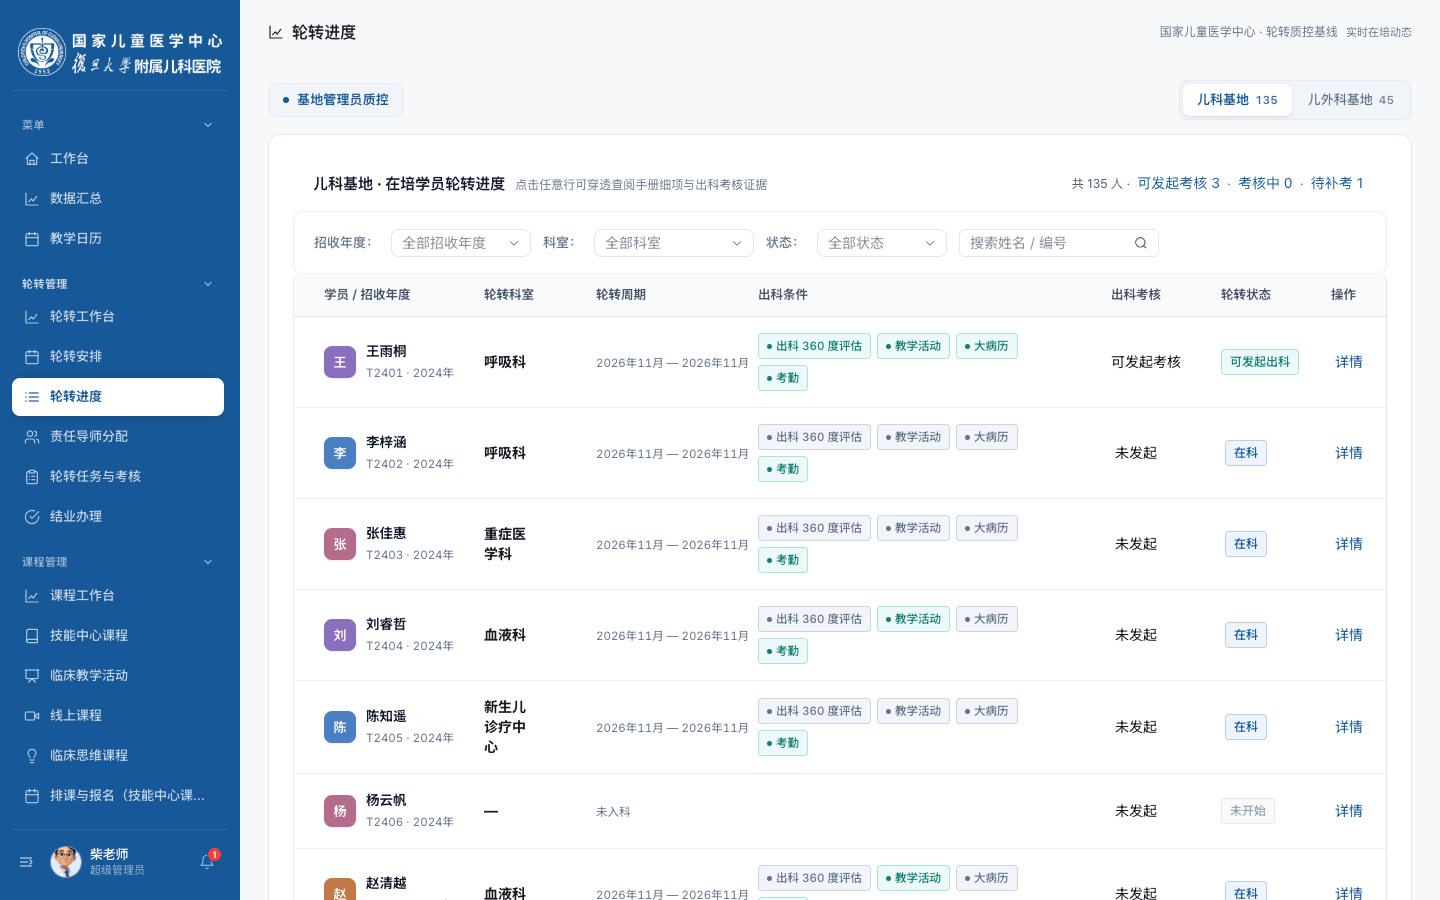 国家儿童医学中心
復旦大学附属儿科医院
1952
菜单
工作台
数据汇总
教学日历
轮转管理
轮转工作台
轮转安排
轮转进度
责任导师分配
轮转任务与考核
结业办理
课程管理
课程工作台
技能中心课程
临床教学活动
线上课程
临床思维课程
排课与报名（技能中心课...
柴老师
超级管理员
1
轮转进度
国家儿童医学中心 · 轮转质控基线 实时在培动态
基地管理员质控
儿科基地 135
儿外科基地 45
儿科基地 · 在培学员轮转进度 点击任意行可穿透查阅手册细项与出科考核证据
共 135 人 · 可发起考核 3 · 考核中 0 · 待补考 1
招收年度： 全部招收年度 科室： 全部科室 状态： 全部状态 搜索姓名 / 编号
学员 / 招收年度 轮转科室 轮转周期 出科条件 出科考核 轮转状态 操作
王 王雨桐 T2401 · 2024年 呼吸科 2026年11月 — 2026年11月 出科 360 度评估 教学活动 大病历 考勤 可发起考核 可发起出科 详情
李 李梓涵 T2402 · 2024年 呼吸科 2026年11月 — 2026年11月 出科 360 度评估 教学活动 大病历 考勤 未发起 在科 详情
张 张佳惠 T2403 · 2024年 重症医学科 2026年11月 — 2026年11月 出科 360 度评估 教学活动 大病历 考勤 未发起 在科 详情
刘 刘睿哲 T2404 · 2024年 血液科 2026年11月 — 2026年11月 出科 360 度评估 教学活动 大病历 考勤 未发起 在科 详情
陈 陈知遥 T2405 · 2024年 新生儿诊疗中心 2026年11月 — 2026年11月 出科 360 度评估 教学活动 大病历 考勤 未发起 在科 详情
杨 杨云帆 T2406 · 2024年 — 未入科 未发起 未开始 详情
赵 赵清越 血液科 2026年11月 — 2026年11月 出科 360 度评估 教学活动 大病历 未发起 在科 详情